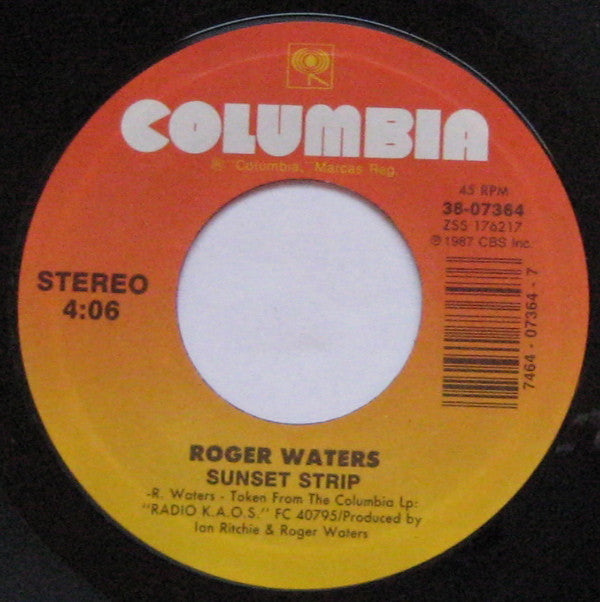 COLUMBIA
® "Columbia," Marcas Reg.
45 RPM
38-07364
ZSS 176217
℗ 1987 CBS Inc.
STEREO
4:06
7464 - 07364 - 7
ROGER WATERS
SUNSET STRIP
-R. Waters - Token From The Columbia Lp:
"RADIO K.A.O.S." FC 40795/Produced by
Ian Ritchie & Roger Waters